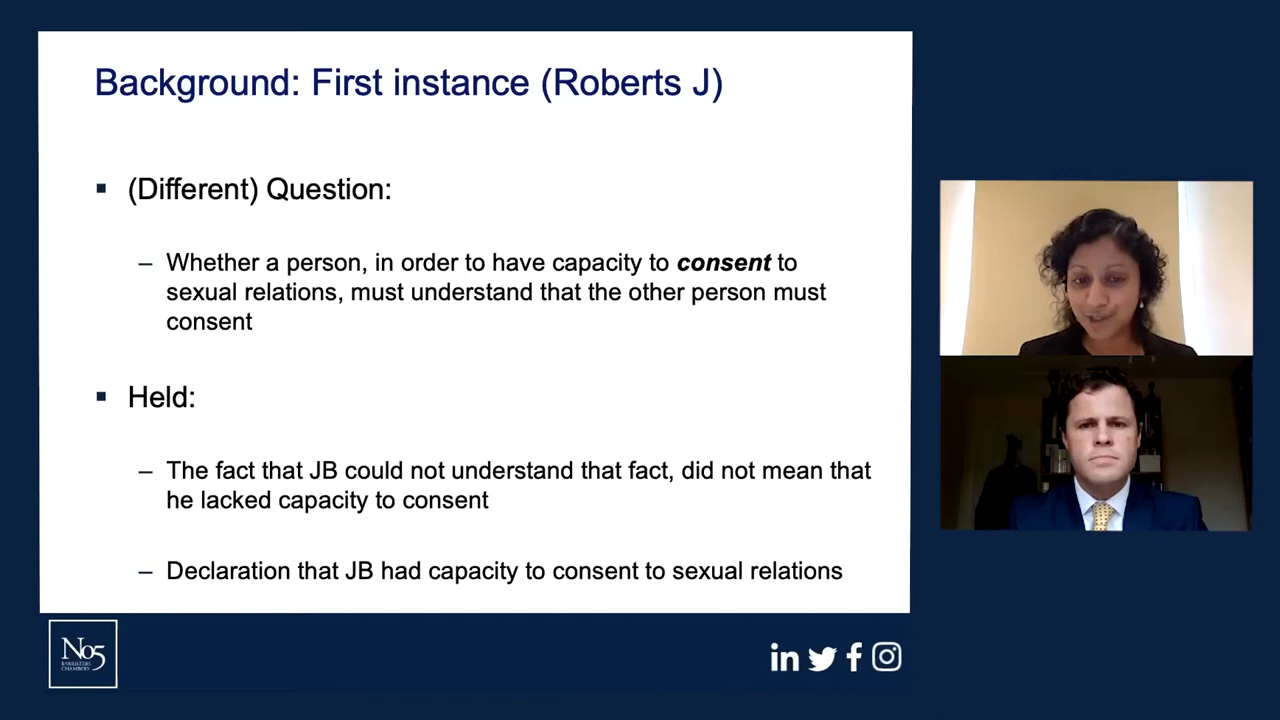 Background: First instance (Roberts J)
▪ (Different) Question:
– Whether a person, in order to have capacity to consent to
sexual relations, must understand that the other person must
consent
▪ Held:
– The fact that JB could not understand that fact, did not mean that
he lacked capacity to consent
– Declaration that JB had capacity to consent to sexual relations
No5
BARRISTERS
CHAMBERS